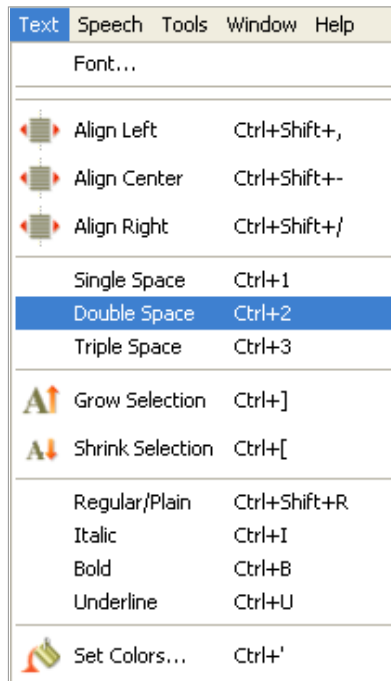 Text Speech Tools Window Help
Font...
Align Left Ctrl+Shift+,
Align Center Ctrl+Shift+-
Align Right Ctrl+Shift+/
Single Space Ctrl+1
Double Space Ctrl+2
Triple Space Ctrl+3
Grow Selection Ctrl+]
Shrink Selection Ctrl+[
Regular/Plain Ctrl+Shift+R
Italic Ctrl+I
Bold Ctrl+B
Underline Ctrl+U
Set Colors... Ctrl+'